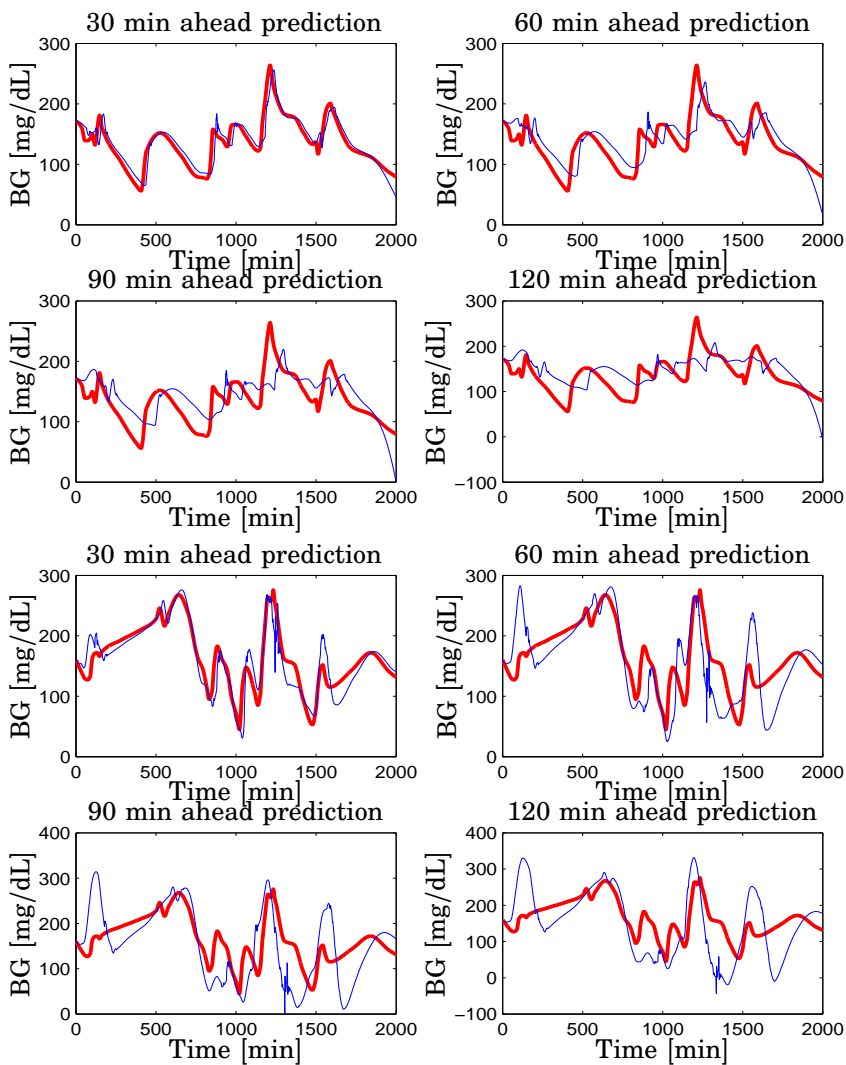 30 min ahead prediction
300
200
100
0
BG [mg/dL]
0 500 1000 1500 2000
Time [min]
60 min ahead prediction
300
200
100
0
BG [mg/dL]
0 500 1000 1500 2000
Time [min]
90 min ahead prediction
300
200
100
0
BG [mg/dL]
0 500 1000 1500 2000
Time [min]
120 min ahead prediction
300
200
100
0
−100
BG [mg/dL]
0 500 1000 1500 2000
Time [min]
30 min ahead prediction
300
200
100
0
BG [mg/dL]
0 500 1000 1500 2000
Time [min]
60 min ahead prediction
300
200
100
0
BG [mg/dL]
0 500 1000 1500 2000
Time [min]
90 min ahead prediction
400
300
200
100
0
BG [mg/dL]
0 500 1000 1500 2000
Time [min]
120 min ahead prediction
400
300
200
100
0
−100
BG [mg/dL]
0 500 1000 1500 2000
Time [min]